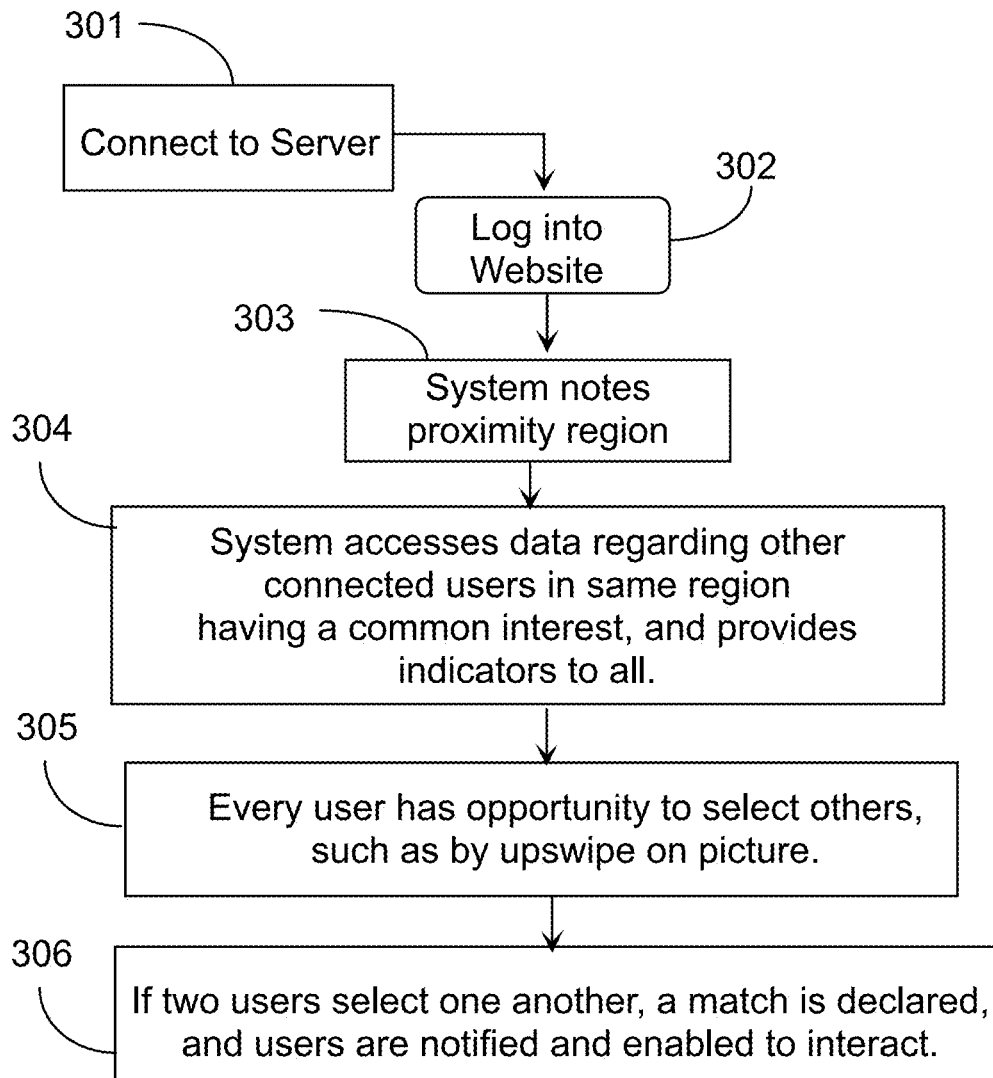 301
Connect to Server
302
Log into
Website
303
System notes
proximity region
304
System accesses data regarding other
connected users in same region
having a common interest, and provides
indicators to all.
305
Every user has opportunity to select others,
such as by upswipe on picture.
306
If two users select one another, a match is declared,
and users are notified and enabled to interact.